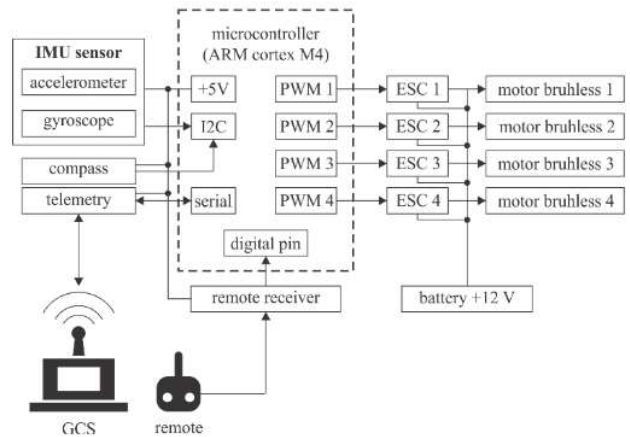 microcontroller
(ARM cortex M4)
IMU sensor
accelerometer
gyroscope
compass
telemetry
+5V
I2C
serial
digital pin
PWM 1
PWM 2
PWM 3
PWM 4
ESC 1
ESC 2
ESC 3
ESC 4
motor bruhless 1
motor bruhless 2
motor bruhless 3
motor bruhless 4
remote receiver
battery +12 V
GCS
remote